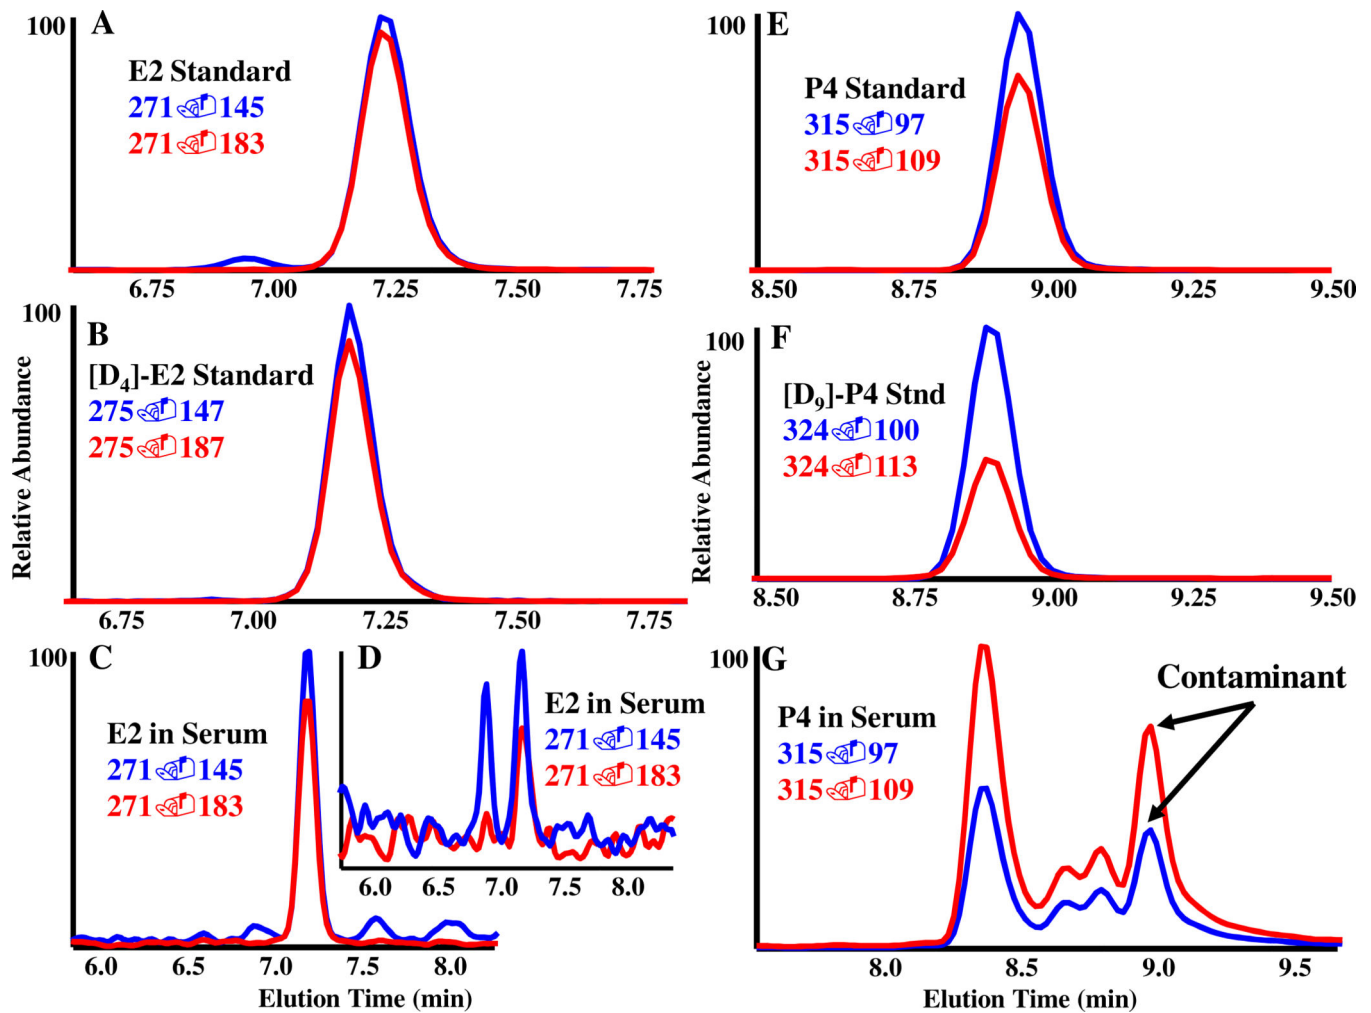 A
100
E2 Standard
271☜145
271☜183
6.75 7.00 7.25 7.50 7.75
B
100
[D4]-E2 Standard
275☜147
275☜187
6.75 7.00 7.25 7.50 7.75
Relative Abundance
C
100
E2 in Serum
271☜145
271☜183
6.0 6.5 7.0 7.5 8.0
D
E2 in Serum
271☜145
271☜183
6.0 6.5 7.0 7.5 8.0
Elution Time (min)
E
100
P4 Standard
315☜97
315☜109
8.50 8.75 9.00 9.25 9.50
F
100
[D9]-P4 Stnd
324☜100
324☜113
8.50 8.75 9.00 9.25 9.50
Relative Abundance
G
100
Contaminant
P4 in Serum
315☜97
315☜109
8.0 8.5 9.0 9.5
Elution Time (min)